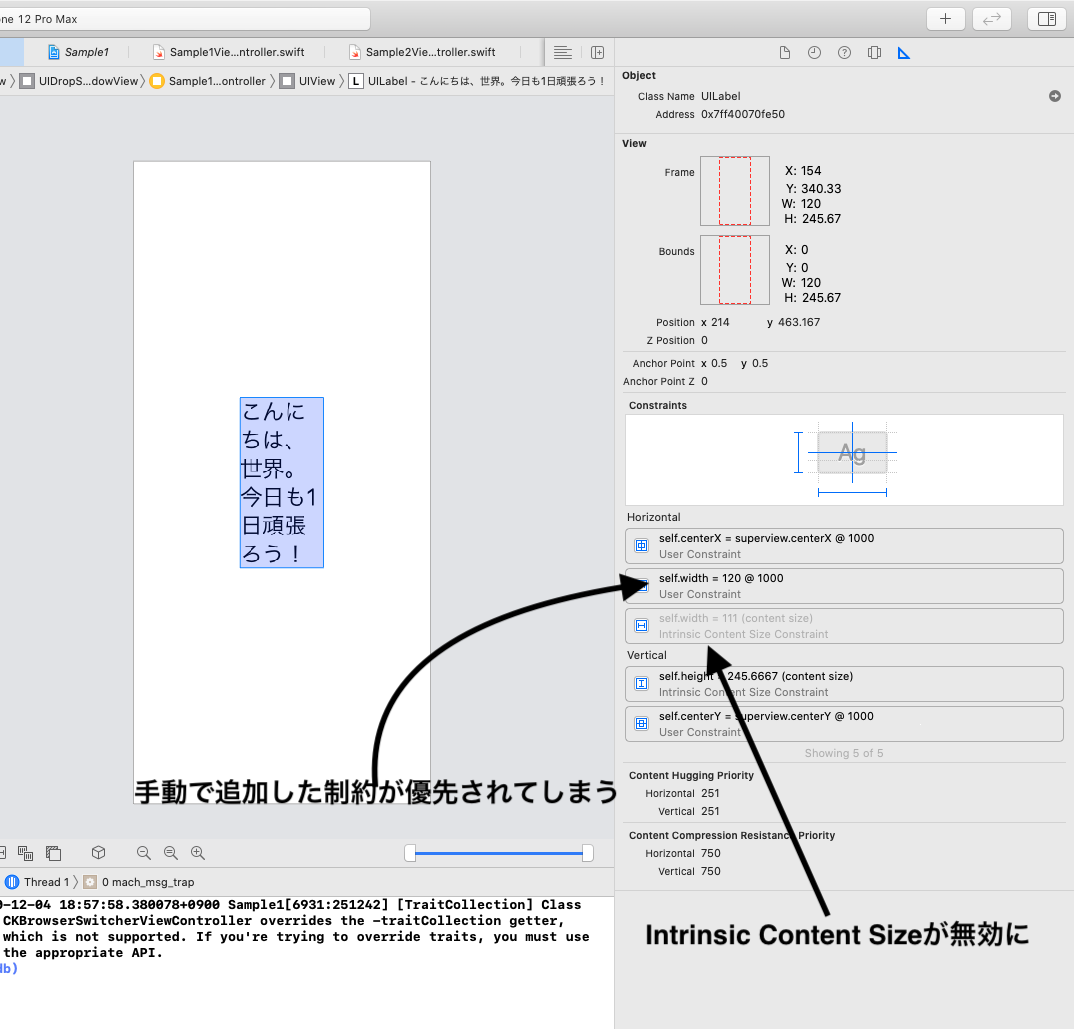 ne 12 Pro Max
Sample1
Sample1Vie...ntroller.swift
Sample2Vie...troller.swift
w
UIDropS...dowView
Sample1...ontroller
UIView
L
UILabel - こんにちは、世界。今日も1日頑張ろう！
こんに
ちは、
世界。
今日も1
日頑張
ろう！
手動で追加した制約が優先されてしまう
Thread 1
0 mach_msg_trap
0-12-04 18:57:58.380078+0900 Sample1[6931:251242] [TraitCollection] Class
CKBrowserSwitcherViewController overrides the -traitCollection getter,
which is not supported. If you're trying to override traits, you must use
the appropriate API.
db)
Object
Class Name UILabel
Address 0x7ff40070fe50
View
Frame
X: 154
Y: 340.33
W: 120
H: 245.67
Bounds
X: 0
Y: 0
W: 120
H: 245.67
Position x 214 y 463.167
Z Position 0
Anchor Point x 0.5 y 0.5
Anchor Point Z 0
Constraints
Ag
Horizontal
self.centerX = superview.centerX @ 1000
User Constraint
self.width = 120 @ 1000
User Constraint
self.width = 111 (content size)
Intrinsic Content Size Constraint
Vertical
self.height = 245.6667 (content size)
Intrinsic Content Size Constraint
self.centerY = superview.centerY @ 1000
User Constraint
Showing 5 of 5
Content Hugging Priority
Horizontal 251
Vertical 251
Content Compression Resistance Priority
Horizontal 750
Vertical 750
Intrinsic Content Sizeが無効に